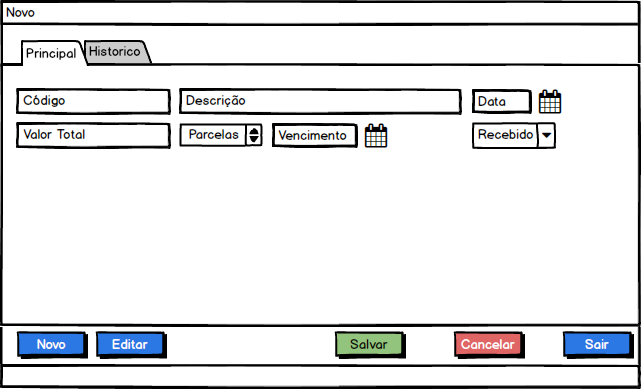 Novo
Principal Historico
Código Descrição Data
Valor Total Parcelas Vencimento Recebido
Novo Editar Salvar Cancelar Sair